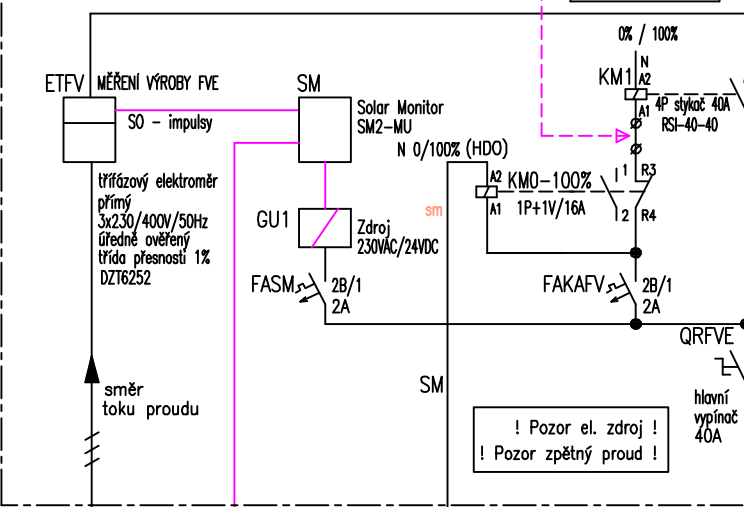 0% / 100%
ETFV
MĚŘENÍ VÝROBY FVE
SM
N
KM1
A2
A1
4P stykač 40A
RSI-40-40
SO - impulsy
Solar Monitor
SM2-MU
N 0/100% (HDO)
třífázový elektroměr
přímý
3x230/400V/50Hz
úředně ověřený
třída přesnosti 1%
DZT6252
A2
A1
KM0-100%
1P+1V/16A
1
R3
2
R4
sm
GU1
Zdroj
230VAC/24VDC
FASM
2B/1
2A
FAKAFV
2B/1
2A
QRFVE
směr
toku proudu
SM
hlavní
vypínač
40A
! Pozor el. zdroj !
! Pozor zpětný proud !